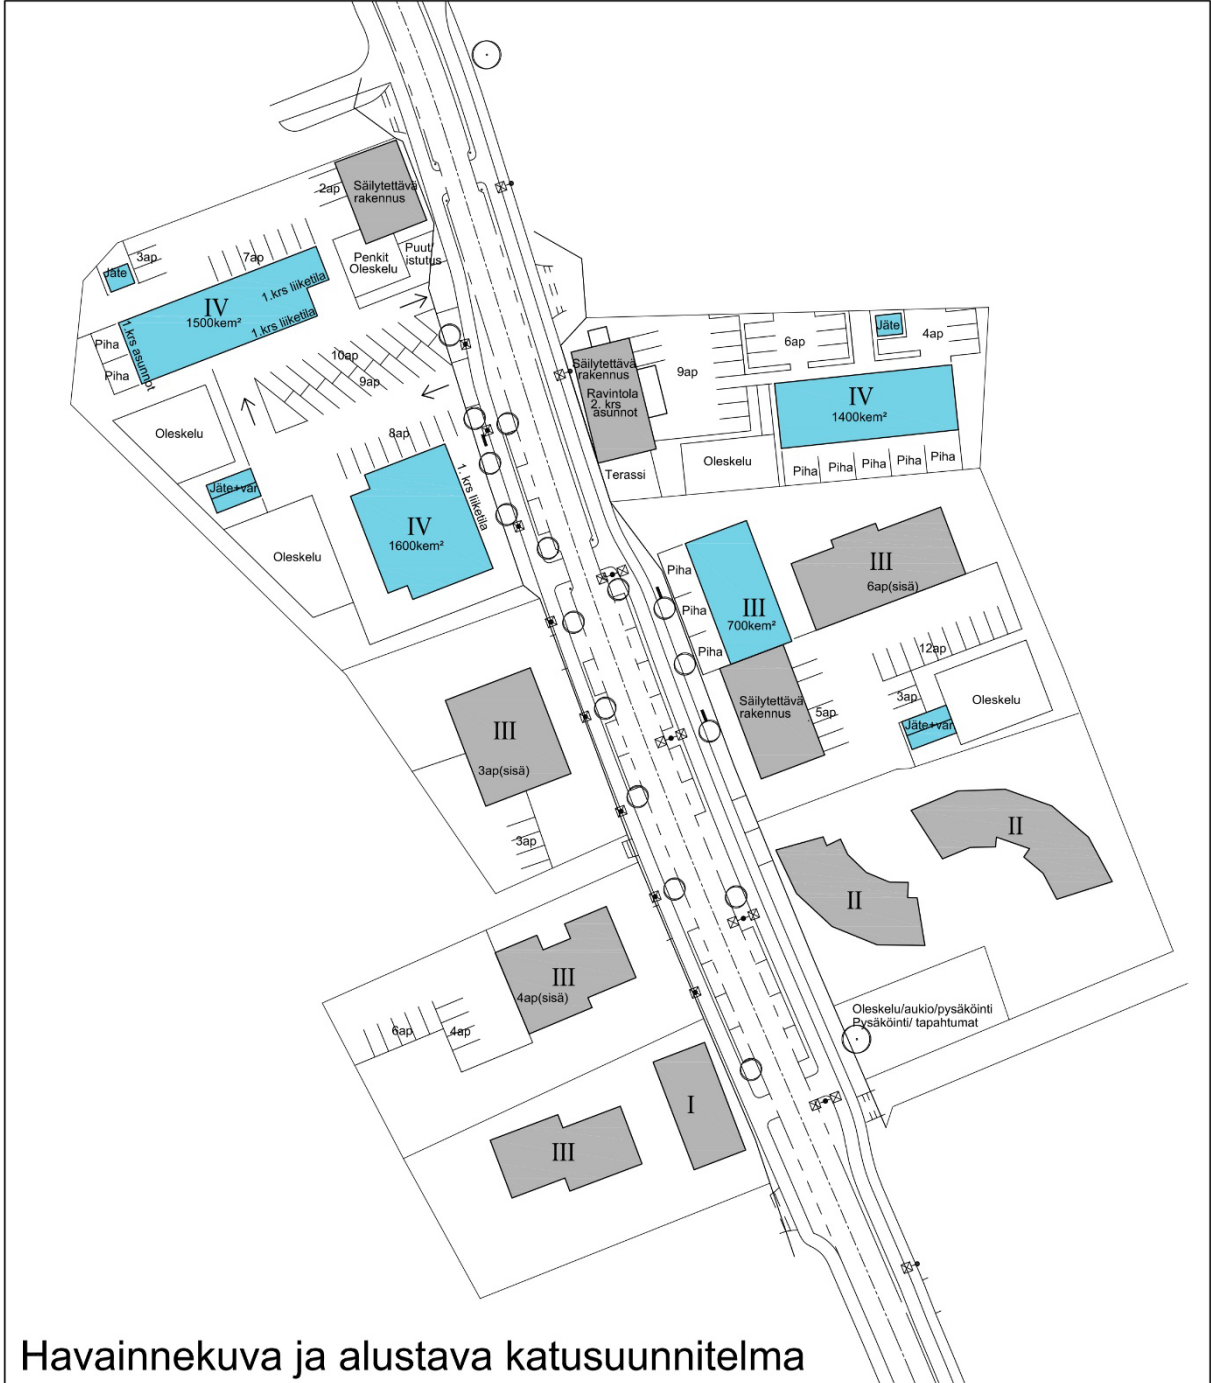 2ap
Säilytettävä
rakennus
3ap
7ap
Jäte
Penkit
Oleskelu
Puut/
istutus
IV
1500kem²
1.krs liiketila
1.krs liiketila
1.krs asunnot
Piha
Piha
10ap
9ap
Oleskelu
8ap
Jäte+var
IV
1600kem²
1. krs liiketila
Oleskelu
Säilytettävä
rakennus
Ravintola
2. krs
asunnot
9ap
6ap
Jäte
4ap
IV
1400kem²
Terassi
Oleskelu
Piha
Piha
Piha
Piha
Piha
Piha
Piha
Piha
III
700kem²
III
6ap(sisä)
12ap
Säilytettävä
rakennus
5ap
3ap
Jäte+var
Oleskelu
III
3ap(sisä)
3ap
II
II
III
4ap(sisä)
6ap
4ap
Oleskelu/aukio/pysäköinti
Pysäköinti/ tapahtumat
I
III
Havainnekuva ja alustava katusuunnitelma